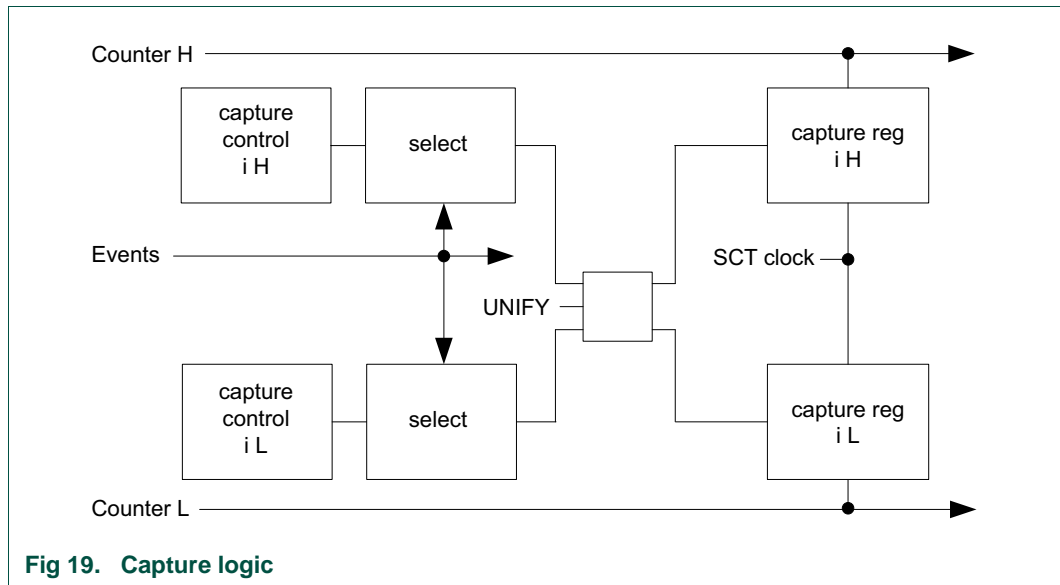 Counter H
capture
control
i H
select
capture reg
i H
Events
SCT clock
UNIFY
capture
control
i L
select
capture reg
i L
Counter L
Fig 19. Capture logic